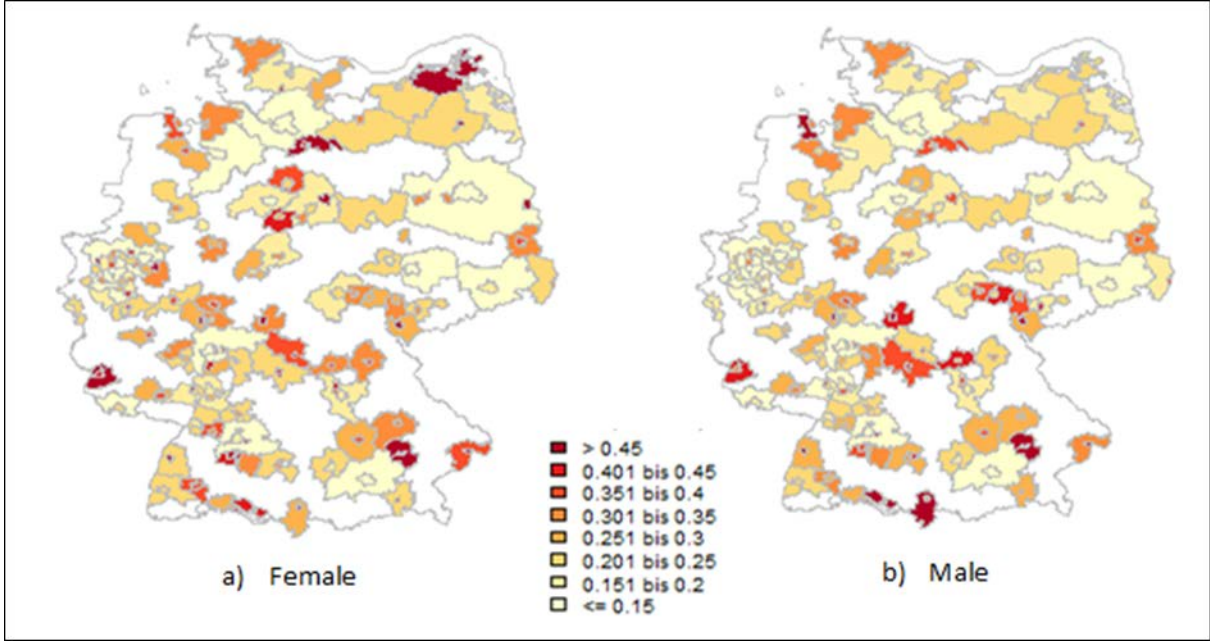 > 0.45
0.401 bis 0.45
0.351 bis 0.4
0.301 bis 0.35
0.251 bis 0.3
0.201 bis 0.25
0.151 bis 0.2
<= 0.15
a) Female
b) Male